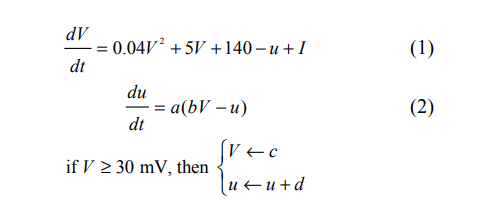 dV/dt = 0.04V² + 5V + 140 − u + I (1)
du/dt = a(bV − u) (2)
if V ≥ 30 mV, then { V ← c
u ← u + d